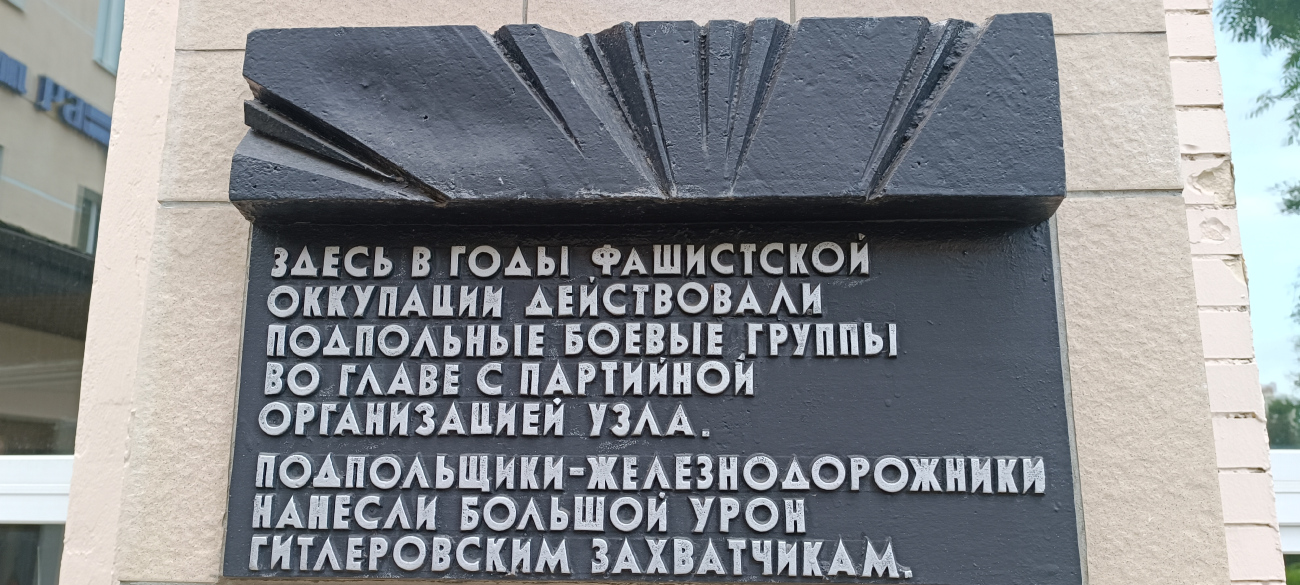 ЗДЕСЬ В ГОДЫ ФАШИСТСКОЙ
ОККУПАЦИИ ДЕЙСТВОВАЛИ
ПОДПОЛЬНЫЕ БОЕВЫЕ ГРУППЫ
ВО ГЛАВЕ С ПАРТИЙНОЙ
ОРГАНИЗАЦИЕЙ УЗЛА.
ПОДПОЛЬЩИКИ-ЖЕЛЕЗНОДОРОЖНИКИ
НАНЕСЛИ БОЛЬШОЙ УРОН
ГИТЛЕРОВСКИМ ЗАХВАТЧИКАМ.